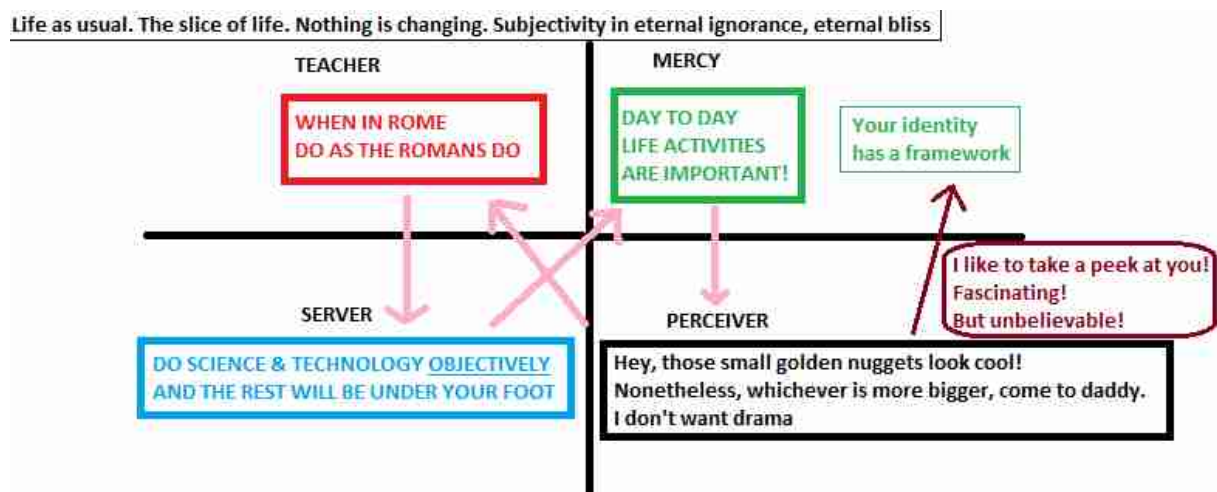 Life as usual. The slice of life. Nothing is changing. Subjectivity in eternal ignorance, eternal bliss
TEACHER
MERCY
WHEN IN ROME
DO AS THE ROMANS DO
DAY TO DAY
LIFE ACTIVITIES
ARE IMPORTANT!
Your identity
has a framework
I like to take a peek at you!
Fascinating!
But unbelievable!
SERVER
PERCEIVER
DO SCIENCE & TECHNOLOGY OBJECTIVELY
AND THE REST WILL BE UNDER YOUR FOOT
Hey, those small golden nuggets look cool!
Nonetheless, whichever is more bigger, come to daddy.
I don't want drama